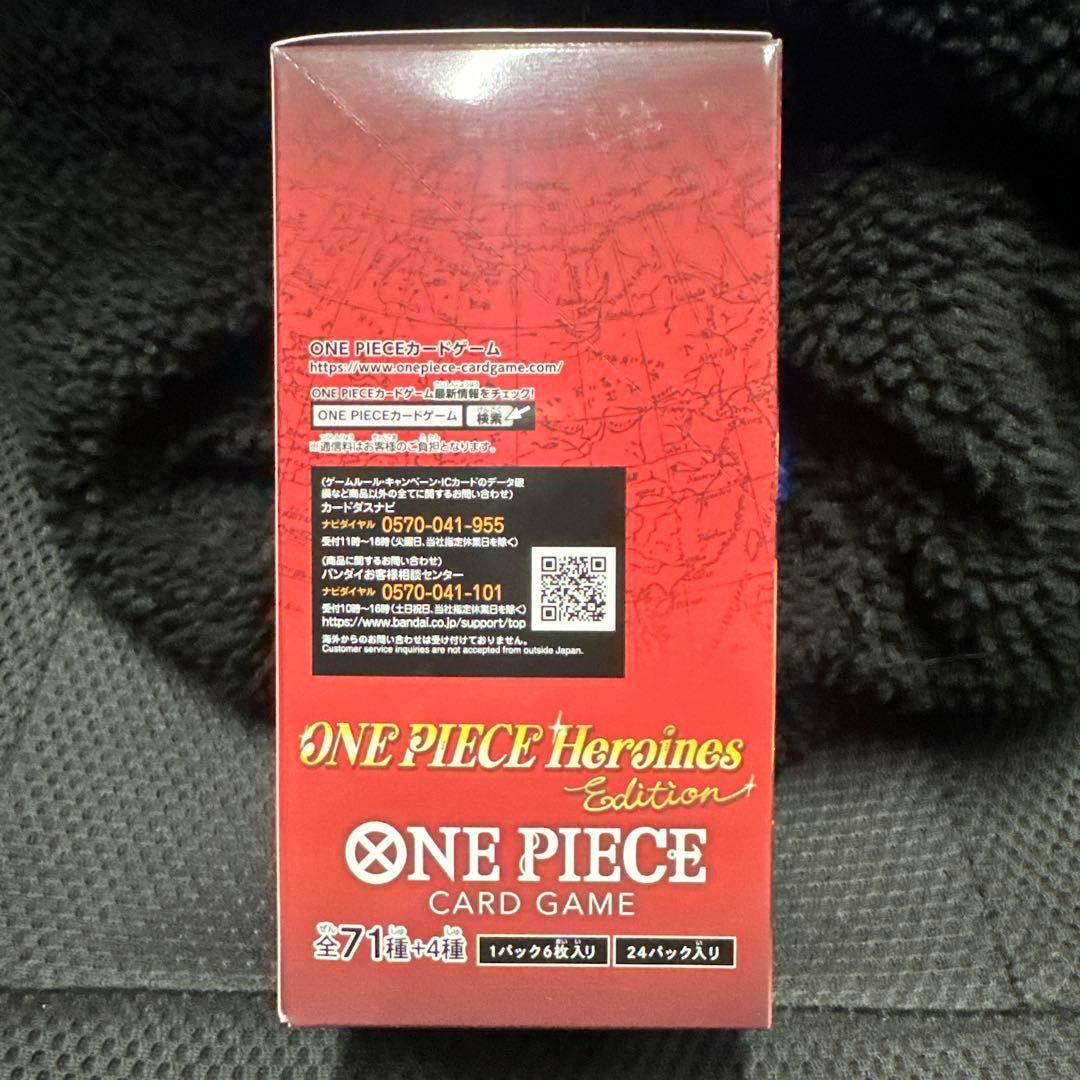 ONE PIECEカードゲーム
https://www.onepiece-cardgame.com/
ONE PIECEカードゲーム最新情報をチェック!
ONE PIECEカードゲーム 検索
※通信料はお客様のご負担となります。
(ゲームルール・キャンペーン・ICカードのデータ破
損など商品以外の全てに関するお問い合わせ)
カードダスナビ
ナビダイヤル 0570-041-955
受付11時~18時(火曜日、当社指定休業日を除く)
(商品に関するお問い合わせ)
バンダイお客様相談センター
ナビダイヤル 0570-041-101
受付10時~16時(土日祝日、当社指定休業日を除く)
https://www.bandai.co.jp/support/top
海外からのお問い合わせは受け付けておりません。
Customer service inquiries are not accepted from outside Japan.
ONE PIECE Heroines
Edition
ONE PIECE
CARD GAME
全71種+4種 1パック6枚入り 24パック入り